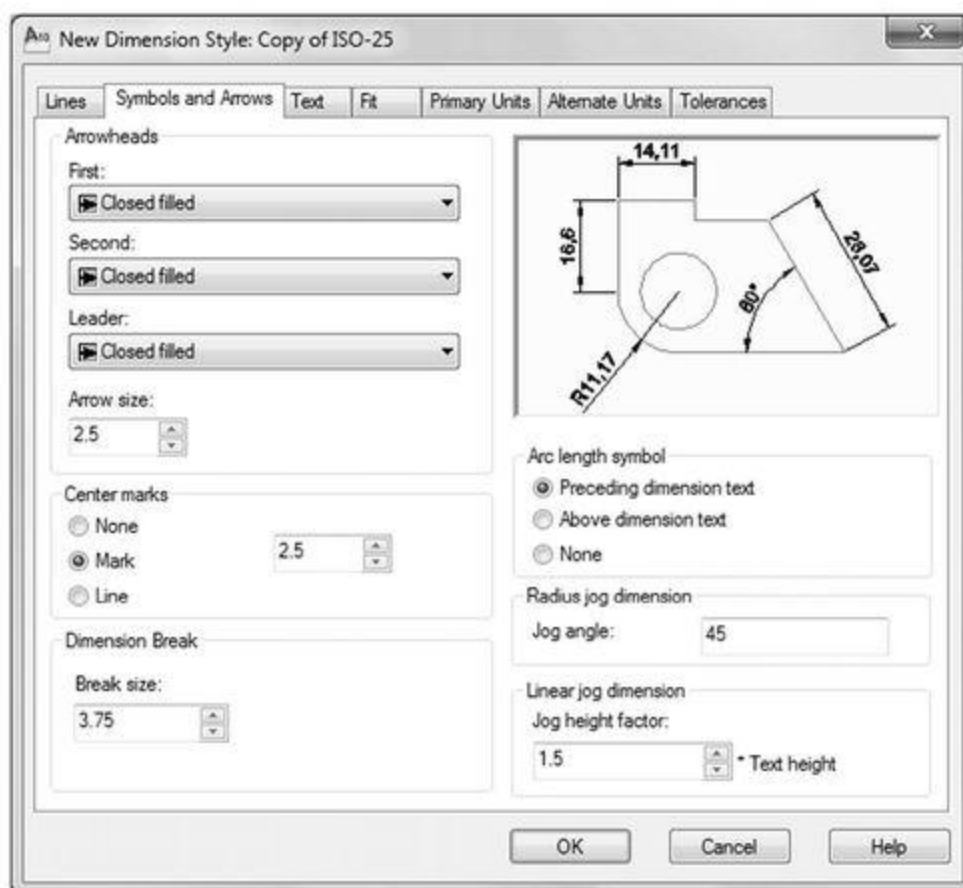 New Dimension Style: Copy of ISO-25
Lines Symbols and Arrows Text Fit Primary Units Alternate Units Tolerances
Arrowheads
First:
Closed filled
Second:
Closed filled
Leader:
Closed filled
Arrow size:
2.5
Center marks
None
Mark
2.5
Line
Dimension Break
Break size:
3.75
14,11
16,6
28,07
60°
R11,17
Arc length symbol
Preceding dimension text
Above dimension text
None
Radius jog dimension
Jog angle:
45
Linear jog dimension
Jog height factor:
1.5
* Text height
OK Cancel Help